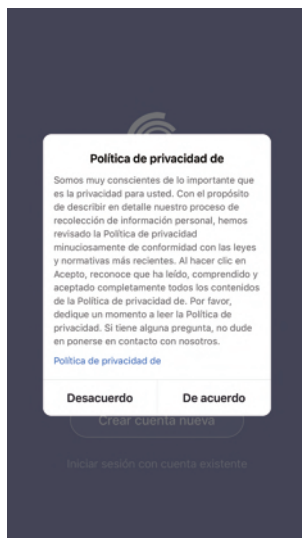 Política de privacidad de
Somos muy conscientes de lo importante que
es la privacidad para usted. Con el propósito
de describir en detalle nuestro proceso de
recolección de información personal, hemos
revisado la Política de privacidad
minuciosamente de conformidad con las leyes
y normativas más recientes. Al hacer clic en
Acepto, reconoce que ha leído, comprendido y
aceptado completamente todos los contenidos
de la Política de privacidad de. Por favor,
dedique un momento a leer la Política de
privacidad. Si tiene alguna pregunta, no dude
en ponerse en contacto con nosotros.
Política de privacidad de
Desacuerdo De acuerdo
Crear cuenta nueva
Iniciar sesión con cuenta existente